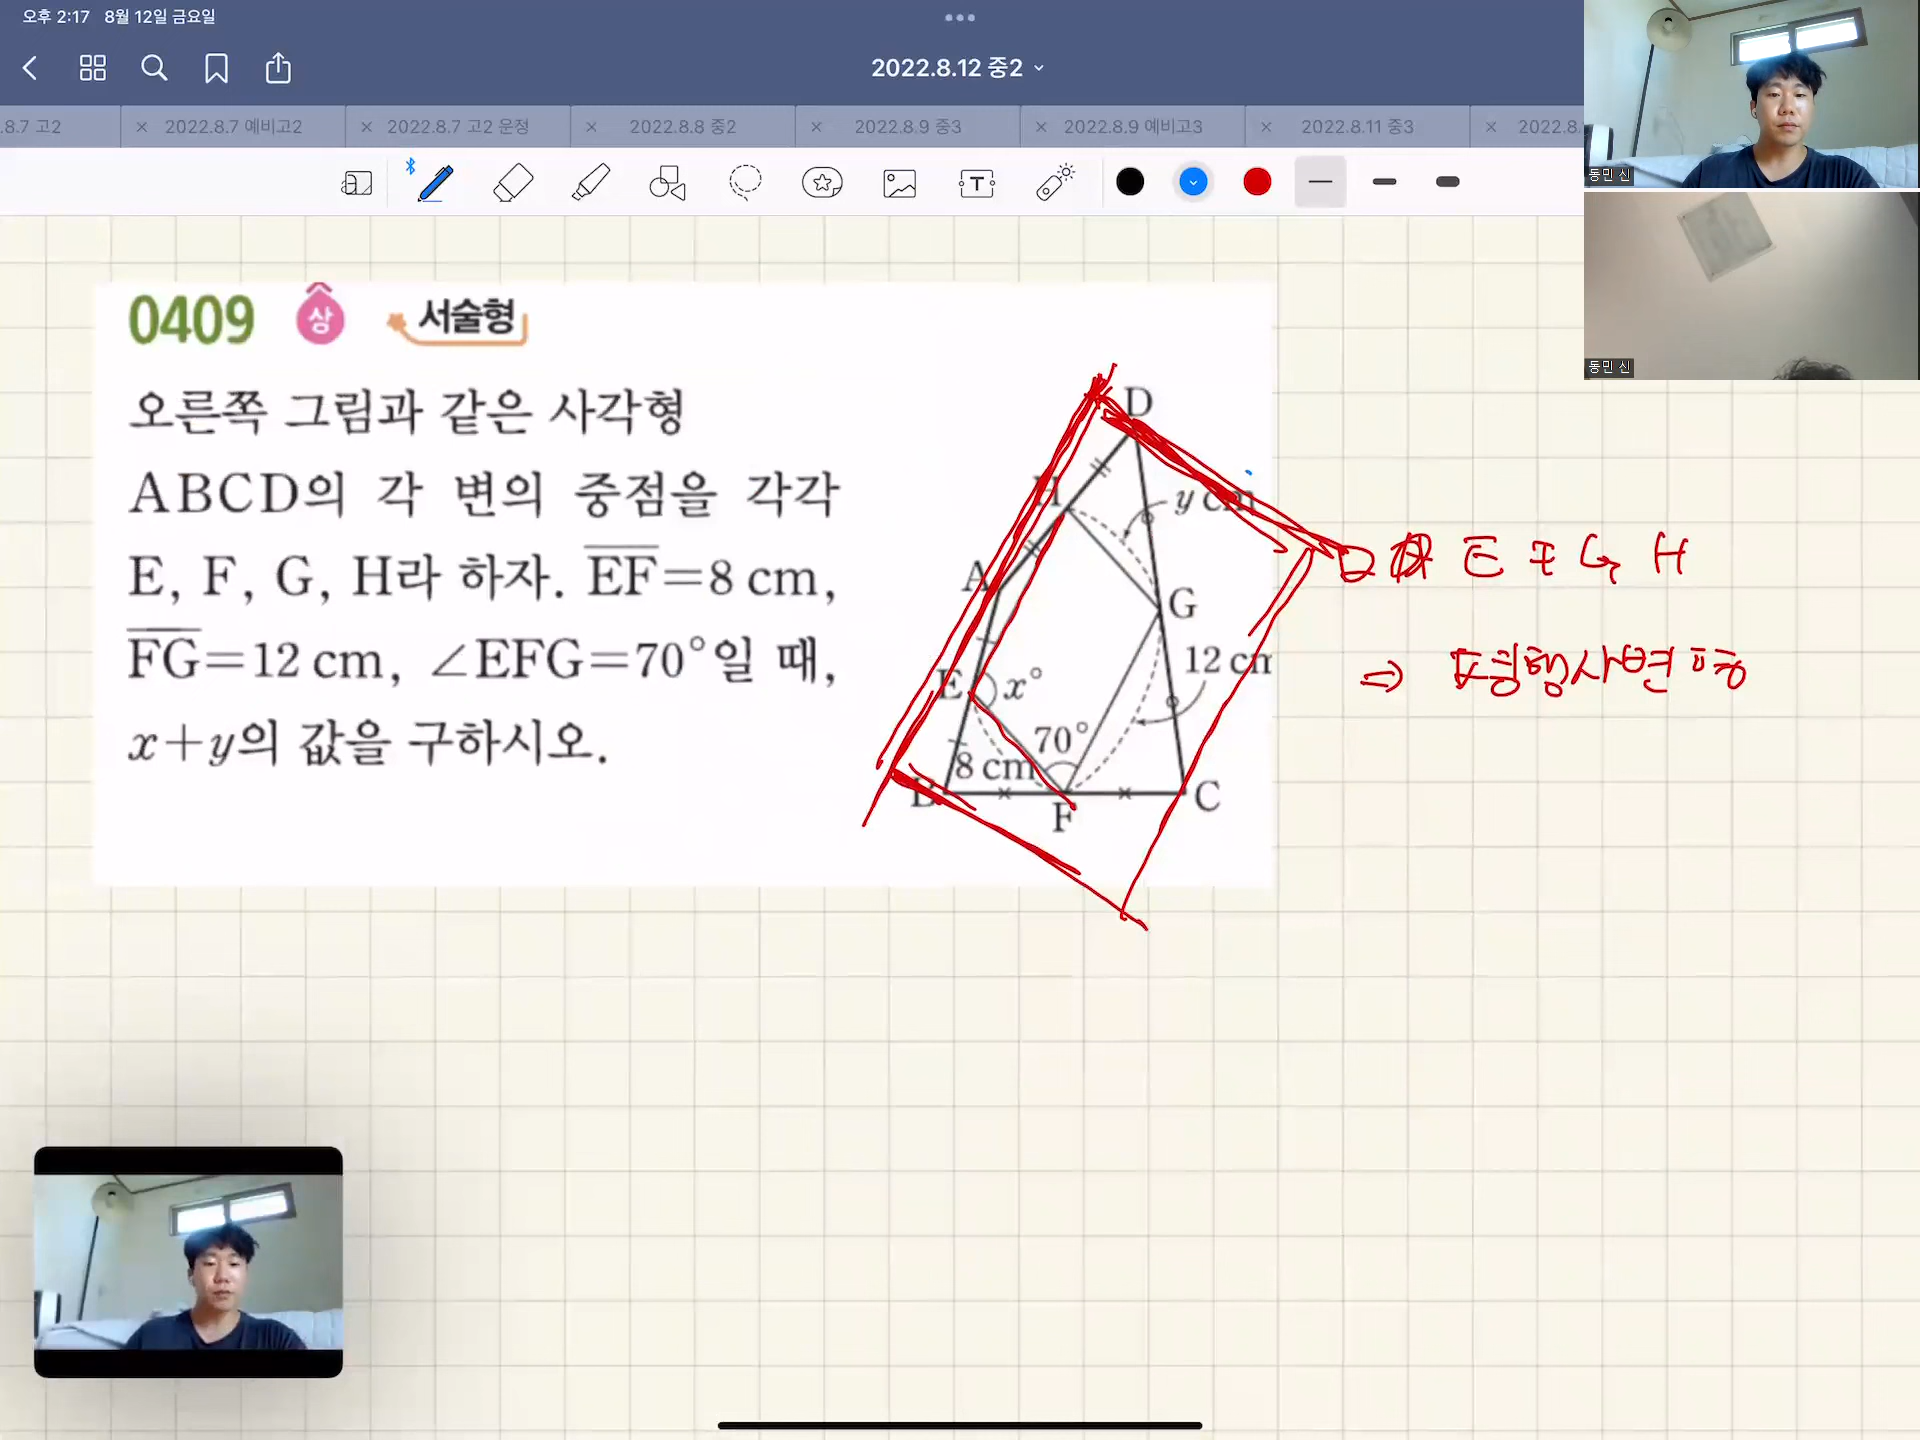 오후 2:17 8월 12일 금요일
2022.8.12 중2
.8.7 고2
2022.8.7 예비고2
2022.8.7 고2 운정
2022.8.8 중2
2022.8.9 중3
2022.8.9 예비고3
2022.8.11 중3
2022.8.
동민 신
동민 신
0409 상 서술형
오른쪽 그림과 같은 사각형
ABCD의 각 변의 중점을 각각
E, F, G, H라 하자. EF=8 cm,
FG=12 cm, ∠EFG=70°일 때,
x+y의 값을 구하시오.
D
H
y cm
A
G
E x°
12 cm
70°
8 cm
B
F
C
E F G H
⇒ 평행사변형